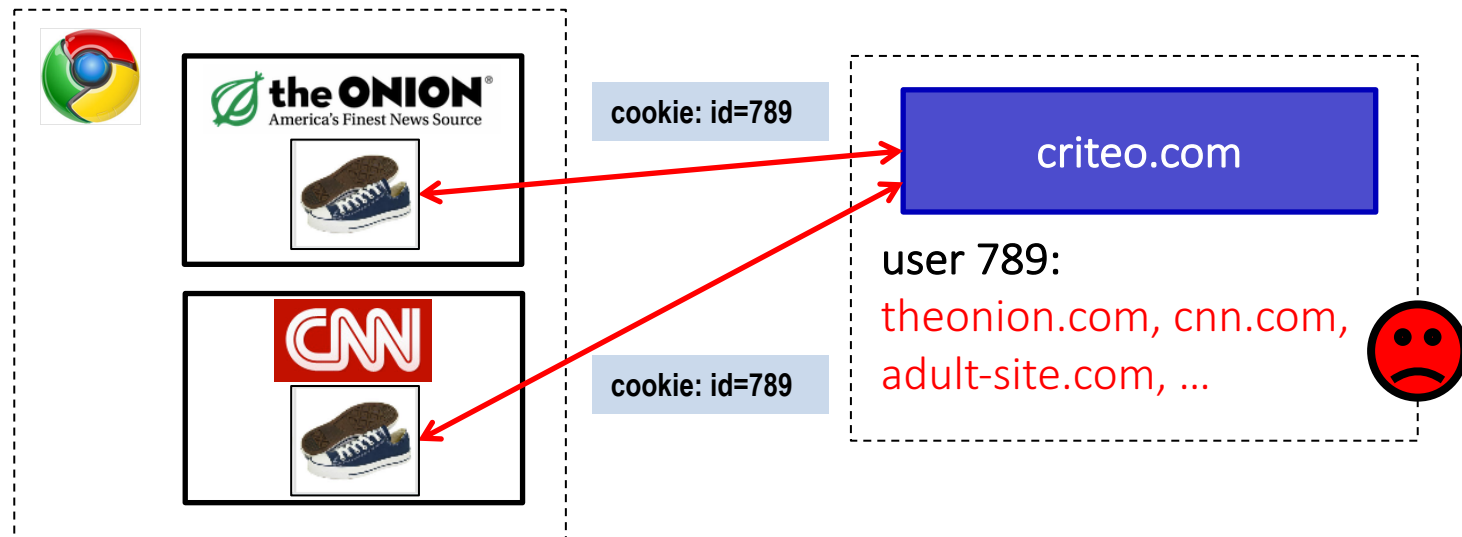 the ONION®
America's Finest News Source
cookie: id=789
criteo.com
user 789:
theonion.com, cnn.com,
adult-site.com, ...
CNN
cookie: id=789